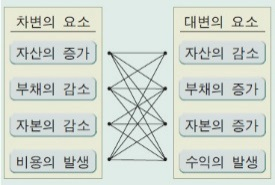 차변의 요소
자산의 증가
부채의 감소
자본의 감소
비용의 발생
대변의 요소
자산의 감소
부채의 증가
자본의 증가
수익의 발생